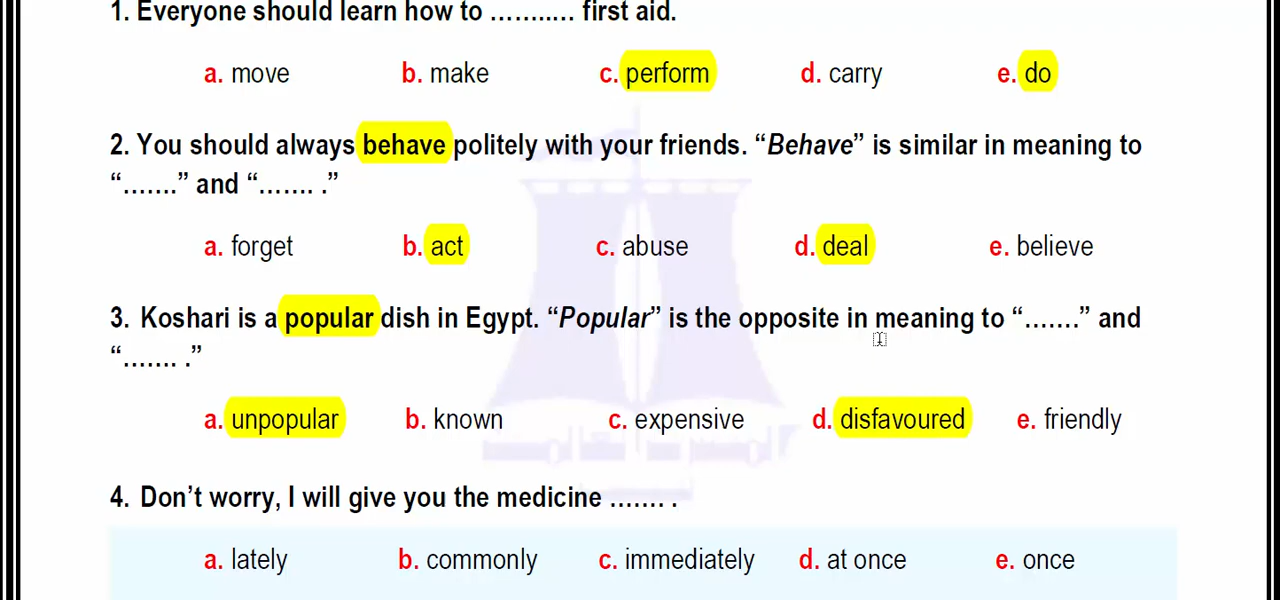 1. Everyone should learn how to ………… first aid.
a. move b. make c. perform d. carry e. do
2. You should always behave politely with your friends. “Behave” is similar in meaning to
“…….” and “……. .”
a. forget b. act c. abuse d. deal e. believe
3. Koshari is a popular dish in Egypt. “Popular” is the opposite in meaning to “…….” and
“……. .”
a. unpopular b. known c. expensive d. disfavoured e. friendly
4. Don’t worry, I will give you the medicine ……. .
a. lately b. commonly c. immediately d. at once e. once